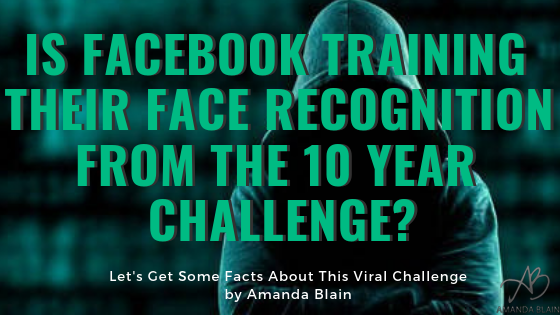 IS FACEBOOK TRAINING
THEIR FACE RECOGNITION
FROM THE 10 YEAR
CHALLENGE?
Let's Get Some Facts About This Viral Challenge
by Amanda Blain
AB
AMANDA BLAIN